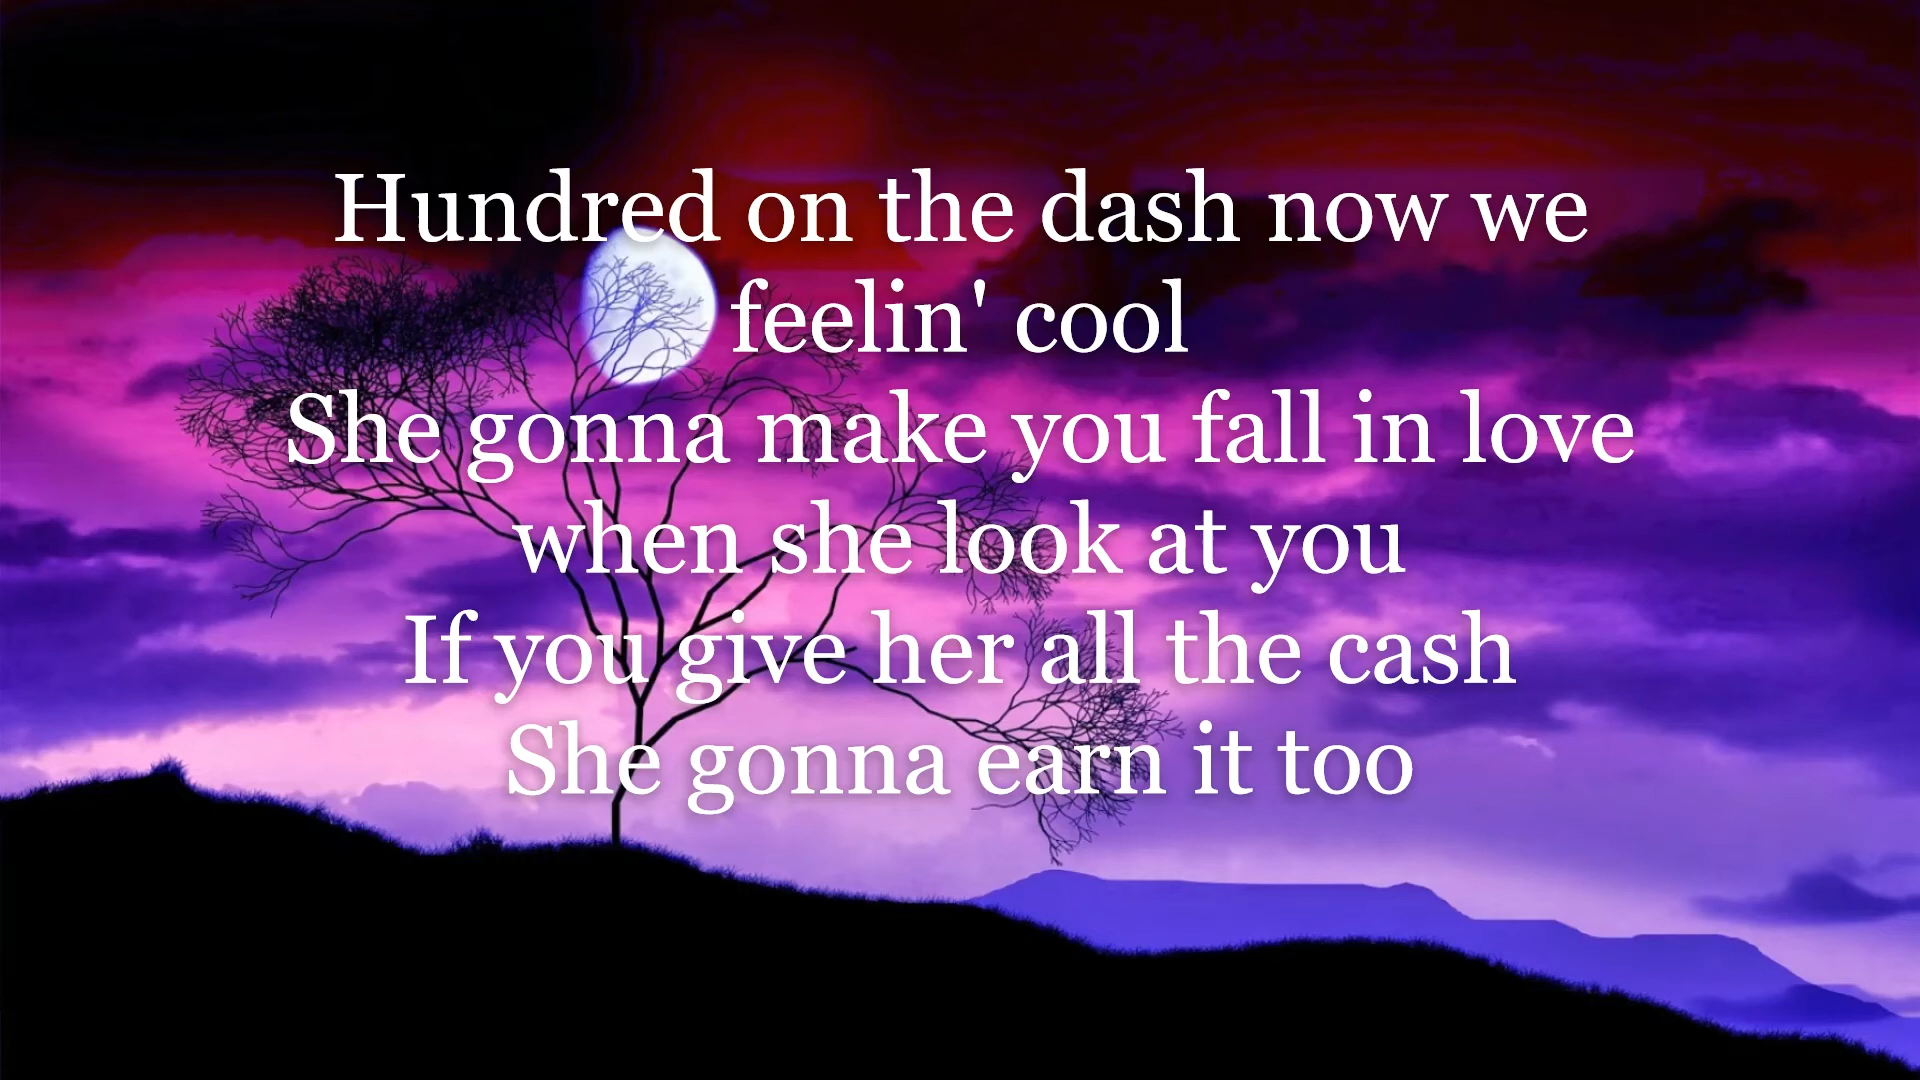 Hundred on the dash now we
feelin' cool
She gonna make you fall in love
when she look at you
If you give her all the cash
She gonna earn it too